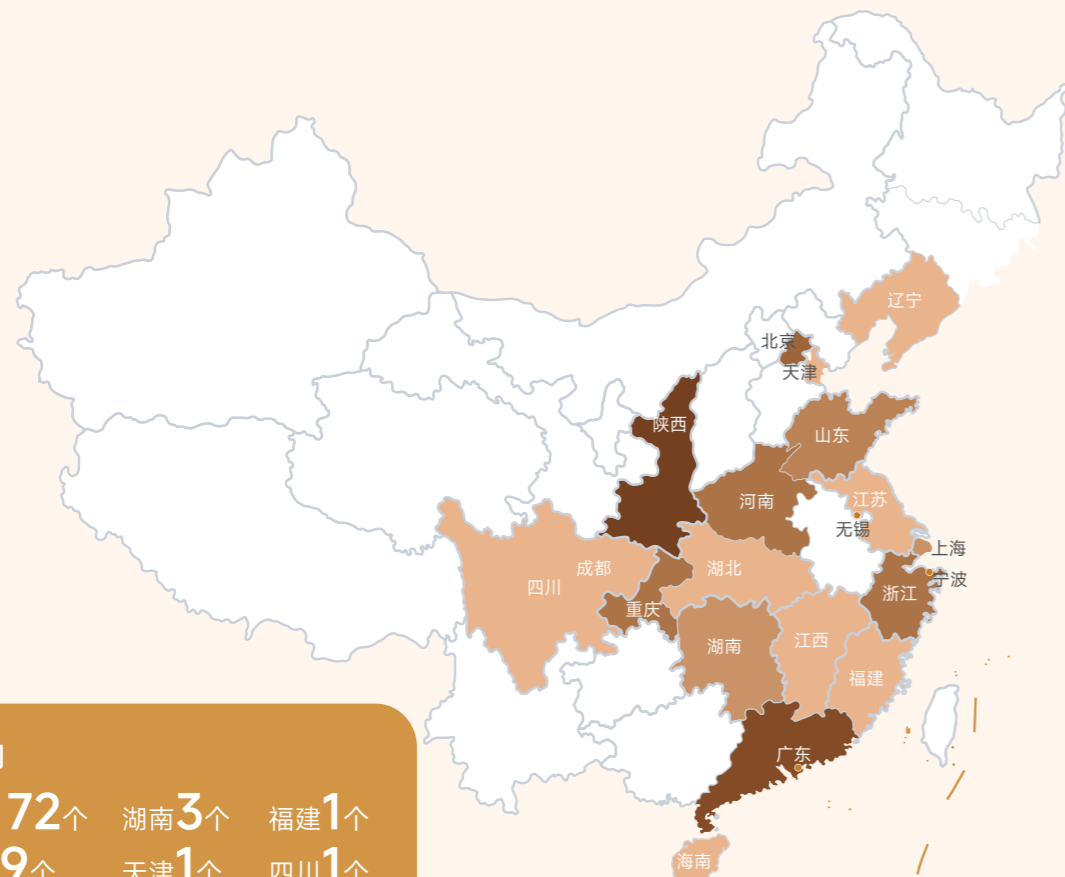 辽宁
北京
天津
陕西
山东
河南
江苏
无锡
上海
成都
湖北
宁波
四川
浙江
重庆
湖南
江西
福建
广东
72个 湖南3个 福建1个
9个 天津1个 四川1个
海南